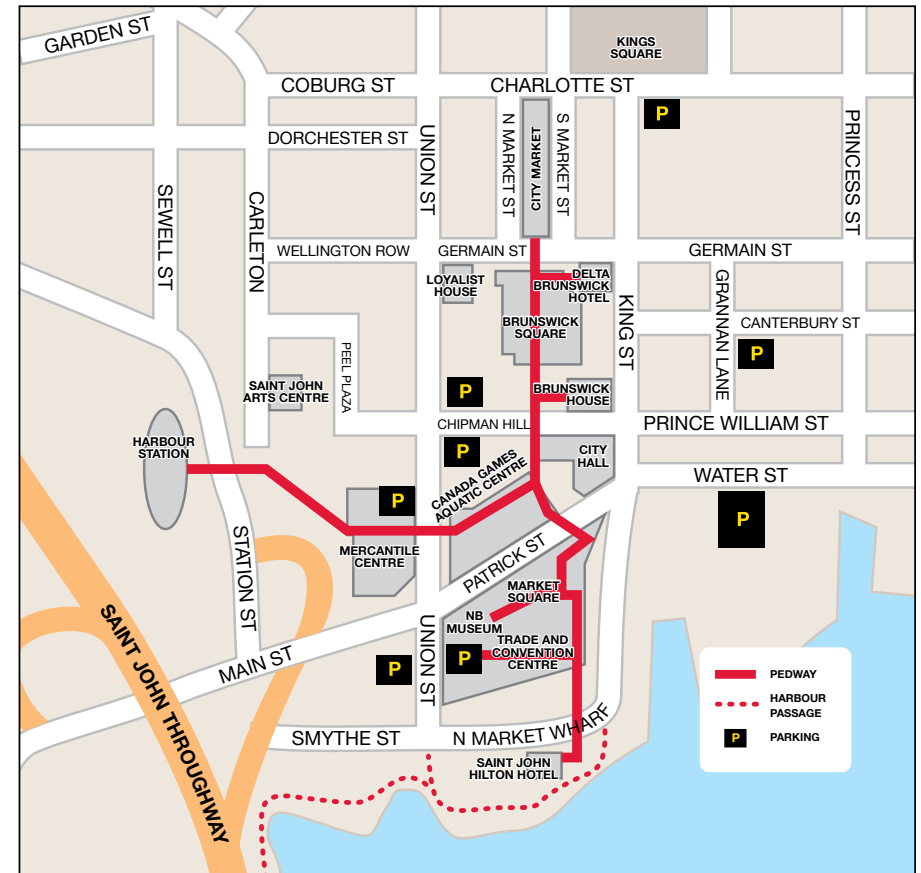 GARDEN ST
KINGS
SQUARE
COBURG ST
CHARLOTTE ST
P
DORCHESTER ST
UNION ST
N MARKET ST
CITY MARKET
S MARKET ST
PRINCESS ST
SEWELL ST
CARLETON
WELLINGTON ROW
GERMAIN ST
GERMAIN ST
LOYALIST
HOUSE
DELTA
BRUNSWICK
HOTEL
KING ST
GRANNAN LANE
BRUNSWICK
SQUARE
CANTERBURY ST
PEEL PLAZA
P
SAINT JOHN
ARTS CENTRE
P
BRUNSWICK
HOUSE
CHIPMAN HILL
PRINCE WILLIAM ST
HARBOUR
STATION
P
CANADA GAMES
AQUATIC CENTRE
CITY
HALL
WATER ST
P
P
MERCANTILE
CENTRE
STATION ST
PATRICK ST
MARKET
SQUARE
NB
MUSEUM
SAINT JOHN THROUGHWAY
MAIN ST
UNION ST
TRADE AND
CONVENTION
CENTRE
P
P
PEDWAY
HARBOUR
PASSAGE
P
PARKING
SMYTHE ST
N MARKET WHARF
SAINT JOHN
HILTON HOTEL